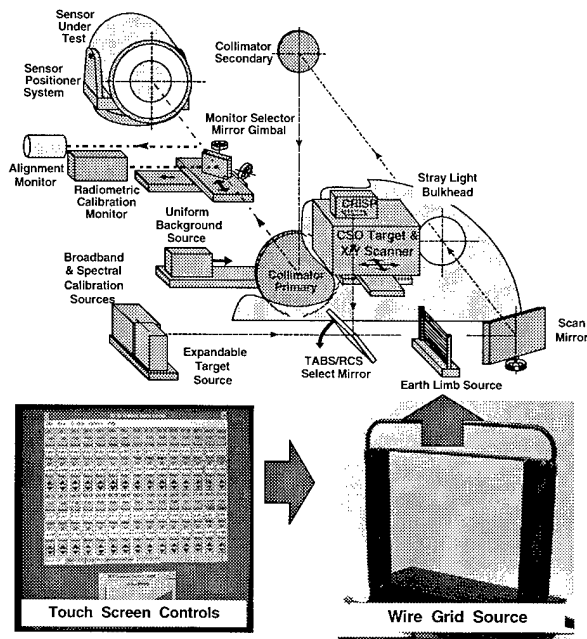 Sensor
Under
Test
Sensor
Positioner
System
Collimator
Secondary
Monitor Selector
Mirror Gimbal
Alignment
Monitor
Radiometric
Calibration
Monitor
Stray Light
Bulkhead
CRISP
CSO Target &
X/Y Scanner
Uniform
Background
Source
Broadband
& Spectral
Calibration
Sources
Collimator
Primary
Expandable
Target
Source
TABS/RCS
Select Mirror
Earth Limb Source
Scan
Mirror
Touch Screen Controls
Wire Grid Source